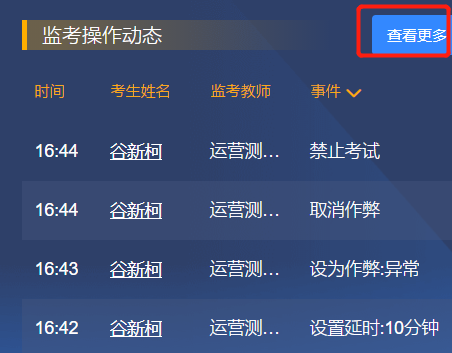 监考操作动态 查看更多
时间 考生姓名 监考教师 事件
16:44 谷新柯 运营测... 禁止考试
16:44 谷新柯 运营测... 取消作弊
16:43 谷新柯 运营测... 设为作弊:异常
16:42 谷新柯 运营测... 设置延时:10分钟